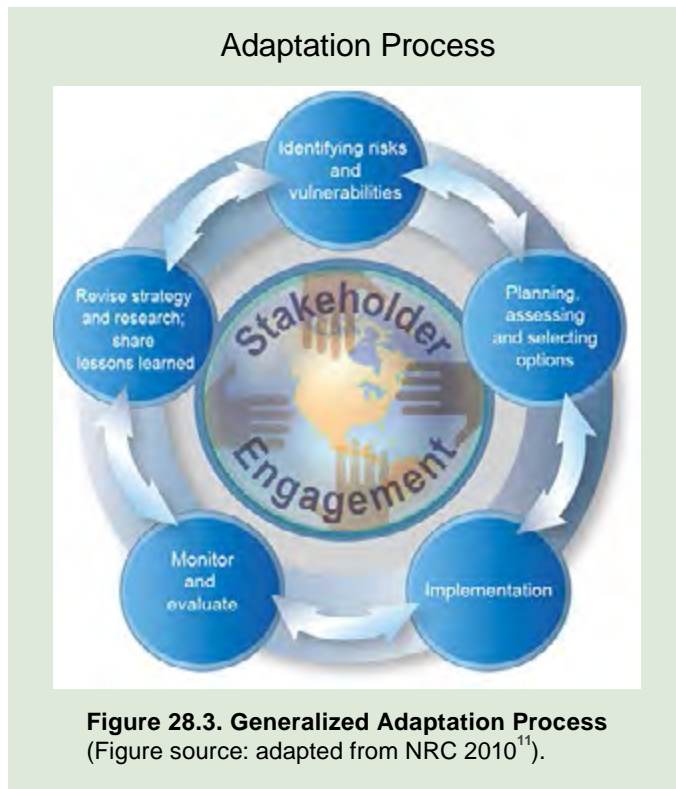 Adaptation Process
Identifying risks
and
vulnerabilities
Planning,
assessing
and selecting
options
Implementation
Monitor
and
evaluate
Revise strategy
and research;
share
lessons learned
Stakeholder
Engagement
Figure 28.3. Generalized Adaptation Process
(Figure source: adapted from NRC 2010¹¹).